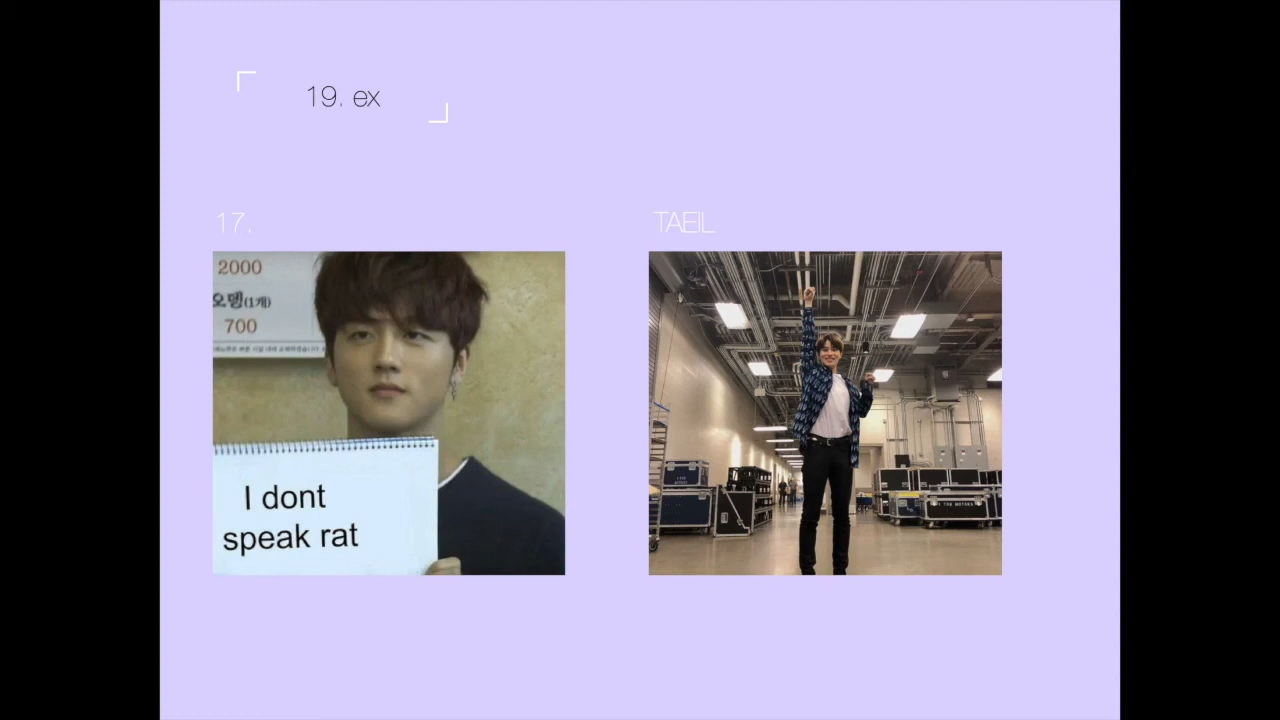 19. ex
17.
TAEIL
2000
오뎅(1개)
700
I dont
speak rat